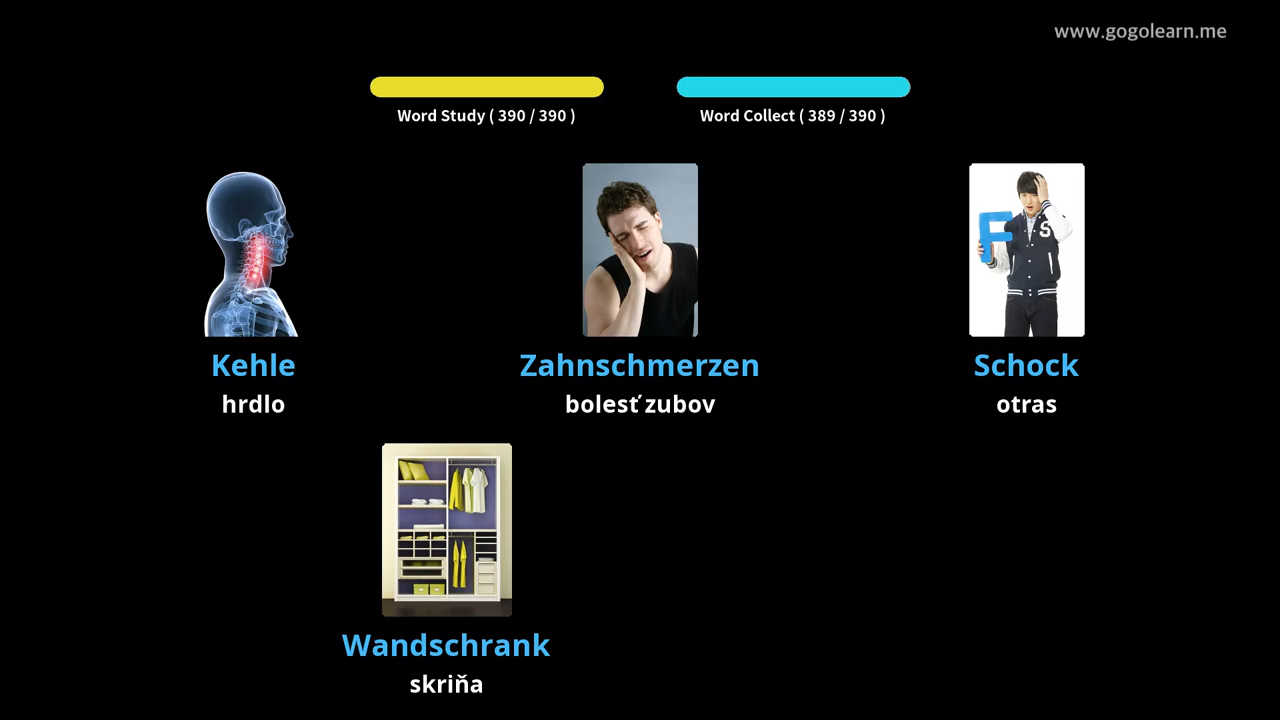 www.gogolearn.me
Word Study ( 390 / 390 )
Word Collect ( 389 / 390 )
F
S
Kehle
hrdlo
Zahnschmerzen
bolesť zubov
Schock
otras
Wandschrank
skriňa